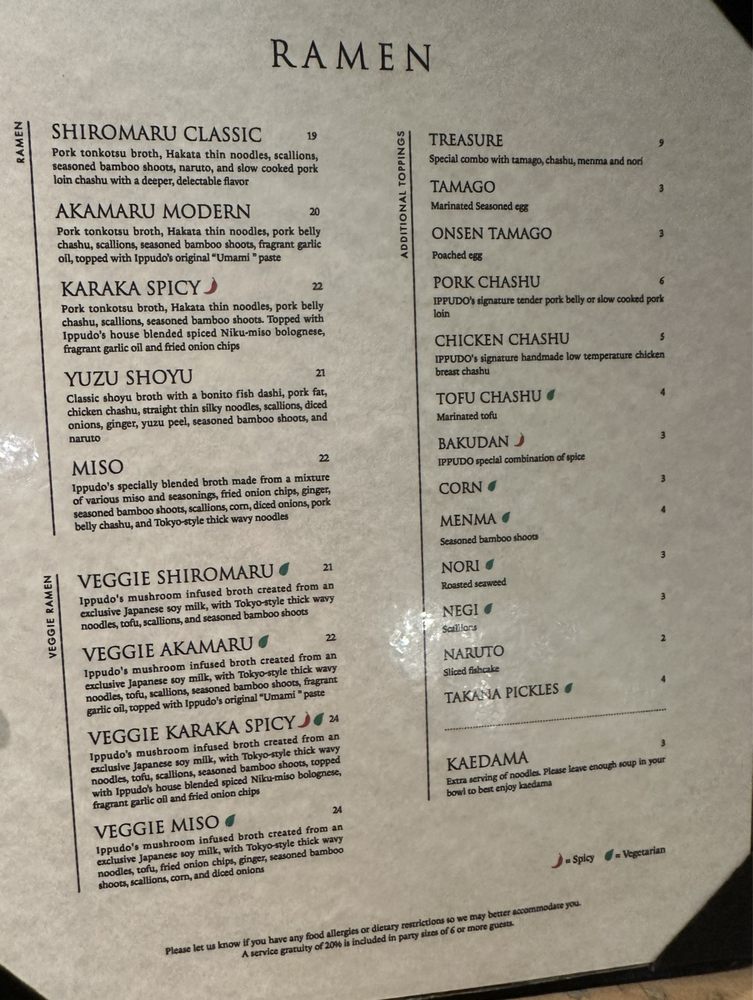 RAMEN
RAMEN
SHIROMARU CLASSIC 19
Pork tonkotsu broth, Hakata thin noodles, scallions,
seasoned bamboo shoots, naruto, and slow cooked pork
loin chashu with a deeper, delectable flavor
AKAMARU MODERN 20
Pork tonkotsu broth, Hakata thin noodles, pork belly
chashu, scallions, seasoned bamboo shoots, fragrant garlic
oil, topped with Ippudo's original "Umami" paste
KARAKA SPICY 22
Pork tonkotsu broth, Hakata thin noodles, pork belly
chashu, scallions, seasoned bamboo shoots. Topped with
Ippudo's house blended spiced Niku-miso bolognese,
fragrant garlic oil and fried onion chips
YUZU SHOYU 21
Classic shoyu broth with a bonito fish dashi, pork fat,
chicken chashu, straight thin silky noodles, scallions, diced
onions, ginger, yuzu peel, seasoned bamboo shoots, and
naruto
MISO 22
Ippudo's specially blended broth made from a mixture
of various miso and seasonings, fried onion chips, ginger,
seasoned bamboo shoots, scallions, corn, diced onions, pork
belly chashu, and Tokyo-style thick wavy noodles
VEGGIE RAMEN
VEGGIE SHIROMARU 21
Ippudo's mushroom infused broth created from an
exclusive Japanese soy milk, with Tokyo-style thick wavy
noodles, tofu, scallions, and seasoned bamboo shoots
VEGGIE AKAMARU 22
Ippudo's mushroom infused broth created from an
exclusive Japanese soy milk, with Tokyo-style thick wavy
noodles, tofu, scallions, seasoned bamboo shoots, fragrant
garlic oil, topped with Ippudo's original "Umami" paste
VEGGIE KARAKA SPICY 24
Ippudo's mushroom infused broth created from an
exclusive Japanese soy milk, with Tokyo-style thick wavy
noodles, tofu, scallions, seasoned bamboo shoots, topped
with Ippudo's house blended spiced Niku-miso bolognese,
fragrant garlic oil and fried onion chips
VEGGIE MISO 24
Ippudo's mushroom infused broth created from an
exclusive Japanese soy milk, with Tokyo-style thick wavy
noodles, tofu, fried onion chips, ginger, seasoned bamboo
shoots, scallions, corn, and diced onions
ADDITIONAL TOPPINGS
TREASURE 9
Special combo with tamago, chashu, menma and nori
TAMAGO 3
Marinated Seasoned egg
ONSEN TAMAGO 3
Poached egg
PORK CHASHU 6
IPPUDO'S signature tender pork belly or slow cooked pork
loin
CHICKEN CHASHU 5
IPPUDO'S signature handmade low temperature chicken
breast chashu
TOFU CHASHU 4
Marinated tofu
BAKUDAN 3
IPPUDO special combination of spice
CORN 3
MENMA 4
Seasoned bamboo shoots
NORI 3
Roasted seaweed
NEGI 3
Scallions
NARUTO 2
Sliced fishcake
TAKANA PICKLES 4
KAEDAMA 3
Extra serving of noodles. Please leave enough soup in your
bowl to best enjoy kaedama
= Spicy = Vegetarian
Please let us know if you have any food allergies or dietary restrictions so we may better accommodate you.
A service gratuity of 20% is included in party sizes of 6 or more guests.